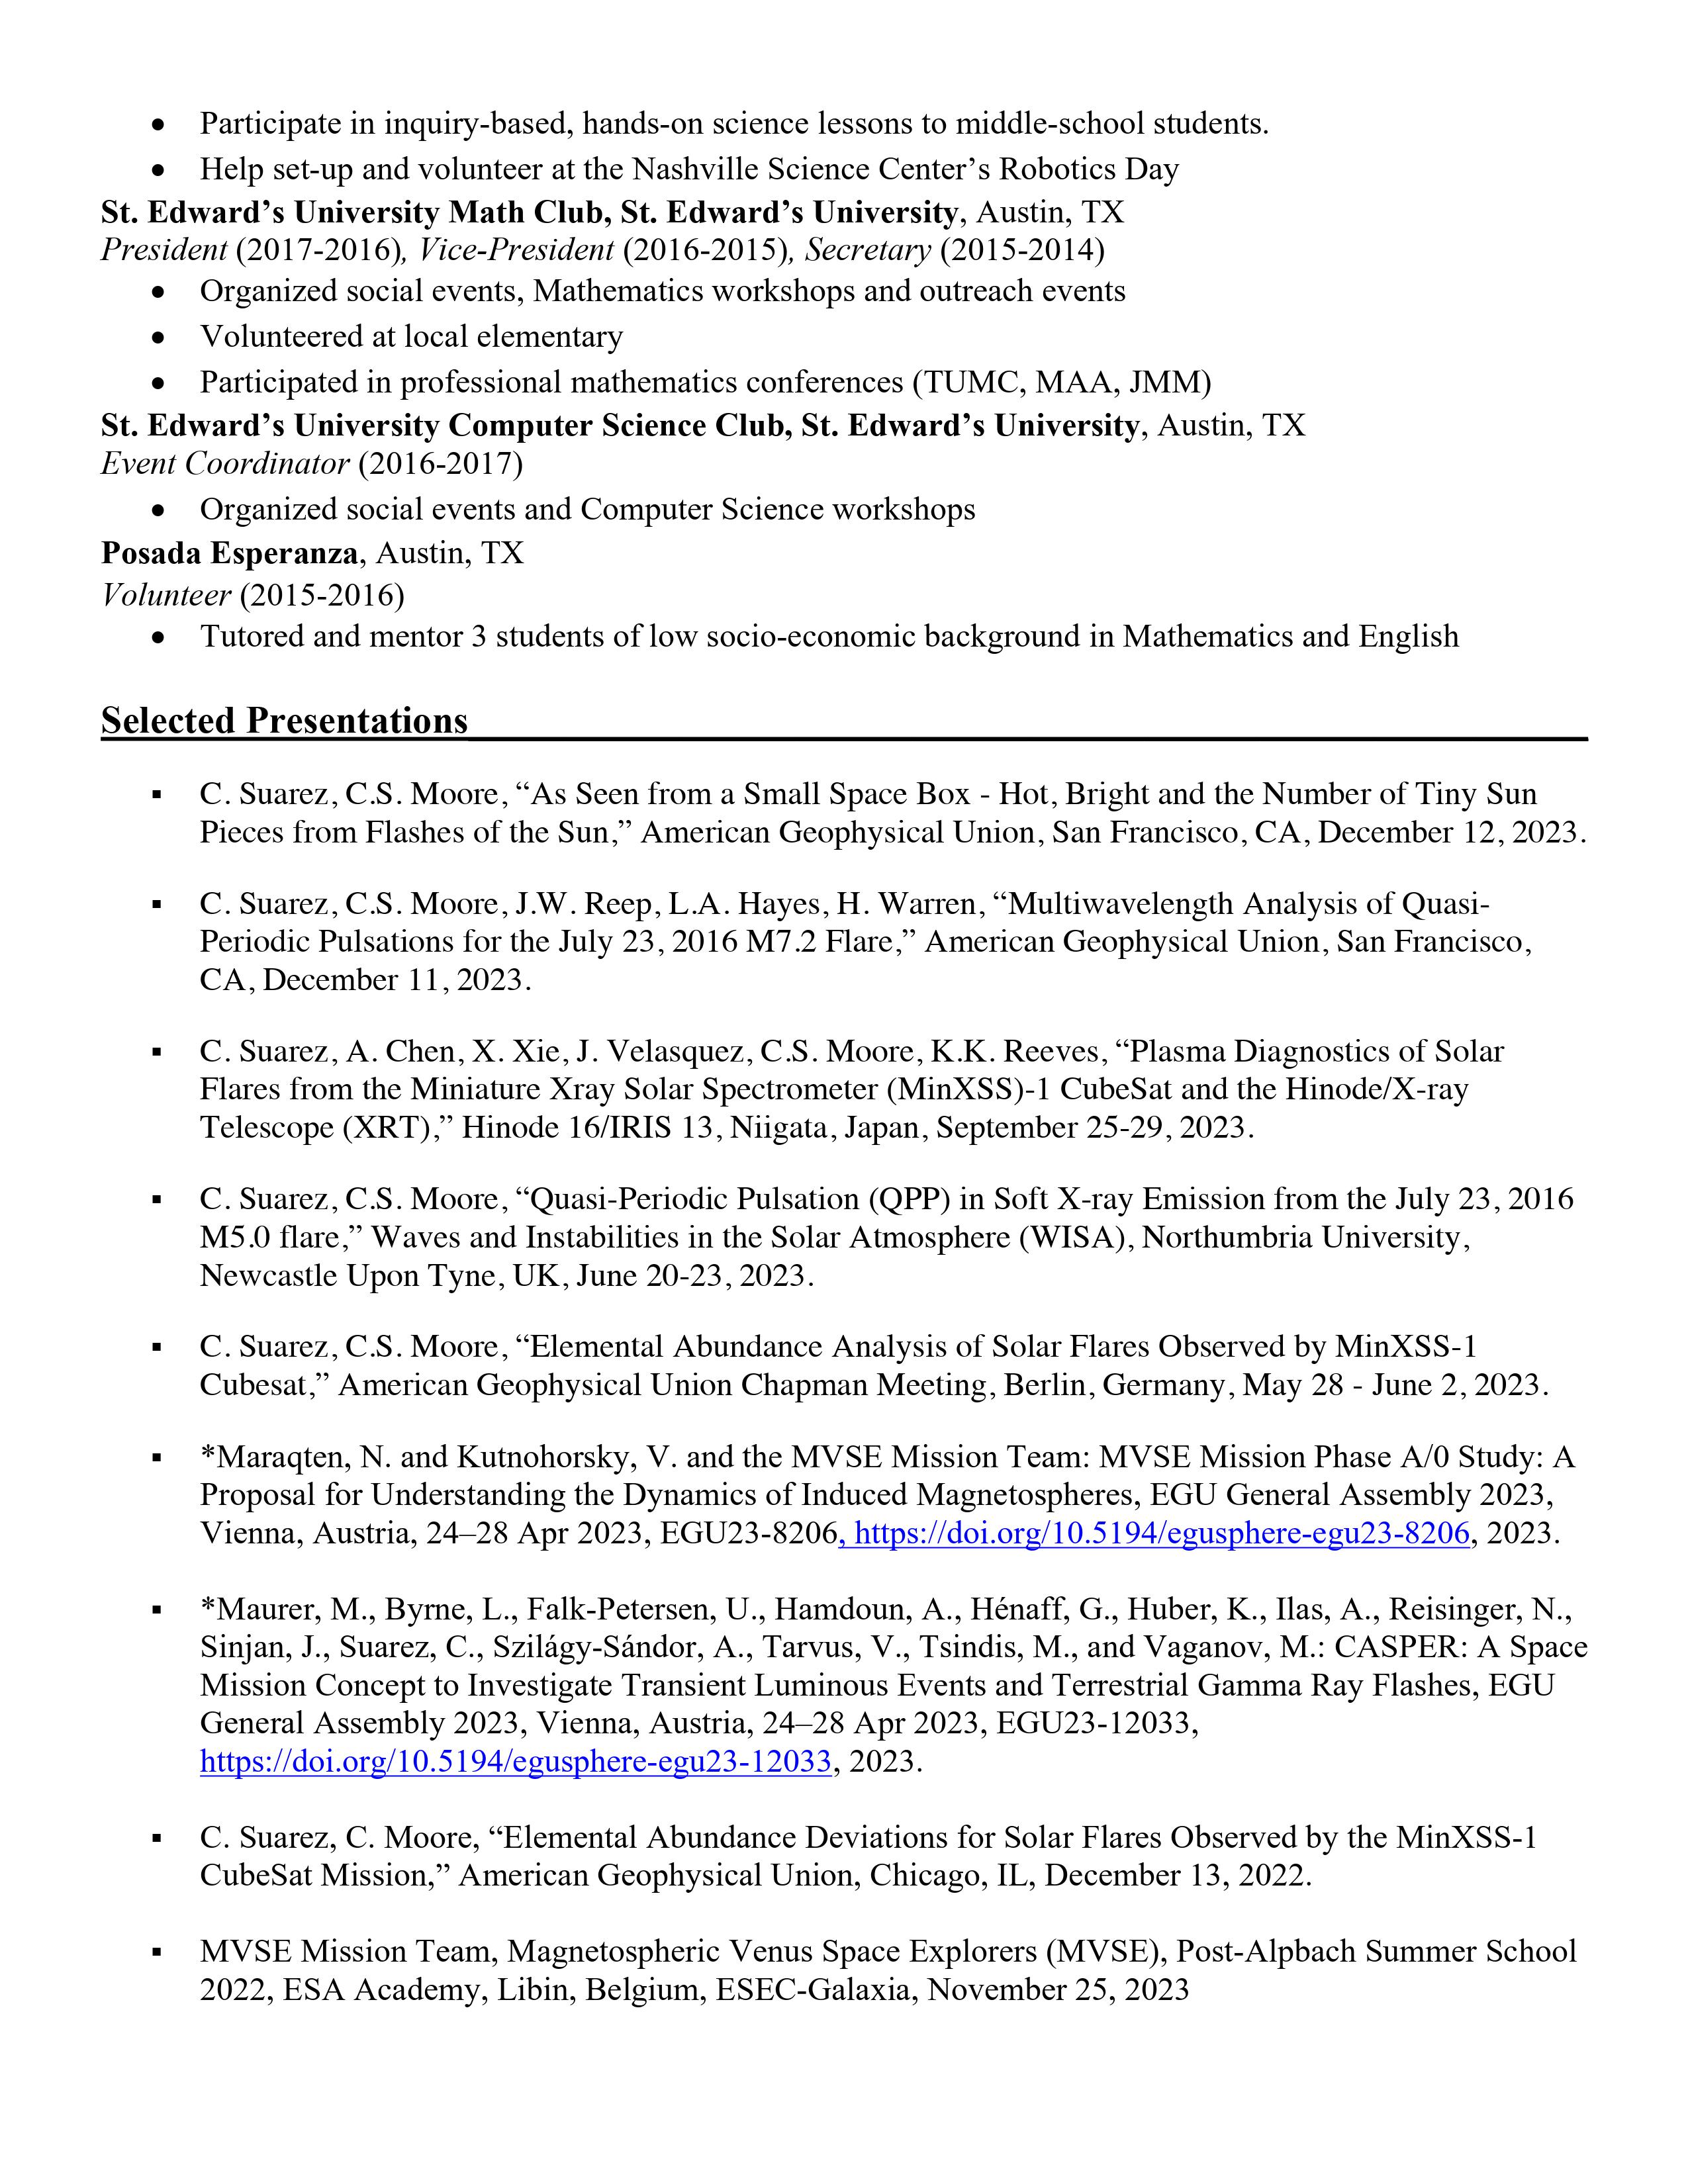 • Participate in inquiry-based, hands-on science lessons to middle-school students.
• Help set-up and volunteer at the Nashville Science Center’s Robotics Day
St. Edward’s University Math Club, St. Edward’s University, Austin, TX
President (2017-2016), Vice-President (2016-2015), Secretary (2015-2014)
• Organized social events, Mathematics workshops and outreach events
• Volunteered at local elementary
• Participated in professional mathematics conferences (TUMC, MAA, JMM)
St. Edward’s University Computer Science Club, St. Edward’s University, Austin, TX
Event Coordinator (2016-2017)
• Organized social events and Computer Science workshops
Posada Esperanza, Austin, TX
Volunteer (2015-2016)
• Tutored and mentor 3 students of low socio-economic background in Mathematics and English
Selected Presentations
▪ C. Suarez, C.S. Moore, “As Seen from a Small Space Box - Hot, Bright and the Number of Tiny Sun
Pieces from Flashes of the Sun,” American Geophysical Union, San Francisco, CA, December 12, 2023.
▪ C. Suarez, C.S. Moore, J.W. Reep, L.A. Hayes, H. Warren, “Multiwavelength Analysis of Quasi-
Periodic Pulsations for the July 23, 2016 M7.2 Flare,” American Geophysical Union, San Francisco,
CA, December 11, 2023.
▪ C. Suarez, A. Chen, X. Xie, J. Velasquez, C.S. Moore, K.K. Reeves, “Plasma Diagnostics of Solar
Flares from the Miniature Xray Solar Spectrometer (MinXSS)-1 CubeSat and the Hinode/X-ray
Telescope (XRT),” Hinode 16/IRIS 13, Niigata, Japan, September 25-29, 2023.
▪ C. Suarez, C.S. Moore, “Quasi-Periodic Pulsation (QPP) in Soft X-ray Emission from the July 23, 2016
M5.0 flare,” Waves and Instabilities in the Solar Atmosphere (WISA), Northumbria University,
Newcastle Upon Tyne, UK, June 20-23, 2023.
▪ C. Suarez, C.S. Moore, “Elemental Abundance Analysis of Solar Flares Observed by MinXSS-1
Cubesat,” American Geophysical Union Chapman Meeting, Berlin, Germany, May 28 - June 2, 2023.
▪ *Maraqten, N. and Kutnohorsky, V. and the MVSE Mission Team: MVSE Mission Phase A/0 Study: A
Proposal for Understanding the Dynamics of Induced Magnetospheres, EGU General Assembly 2023,
Vienna, Austria, 24–28 Apr 2023, EGU23-8206, https://doi.org/10.5194/egusphere-egu23-8206, 2023.
▪ *Maurer, M., Byrne, L., Falk-Petersen, U., Hamdoun, A., Hénaff, G., Huber, K., Ilas, A., Reisinger, N.,
Sinjan, J., Suarez, C., Szilágy-Sándor, A., Tarvus, V., Tsindis, M., and Vaganov, M.: CASPER: A Space
Mission Concept to Investigate Transient Luminous Events and Terrestrial Gamma Ray Flashes, EGU
General Assembly 2023, Vienna, Austria, 24–28 Apr 2023, EGU23-12033,
https://doi.org/10.5194/egusphere-egu23-12033, 2023.
▪ C. Suarez, C. Moore, “Elemental Abundance Deviations for Solar Flares Observed by the MinXSS-1
CubeSat Mission,” American Geophysical Union, Chicago, IL, December 13, 2022.
▪ MVSE Mission Team, Magnetospheric Venus Space Explorers (MVSE), Post-Alpbach Summer School
2022, ESA Academy, Libin, Belgium, ESEC-Galaxia, November 25, 2023